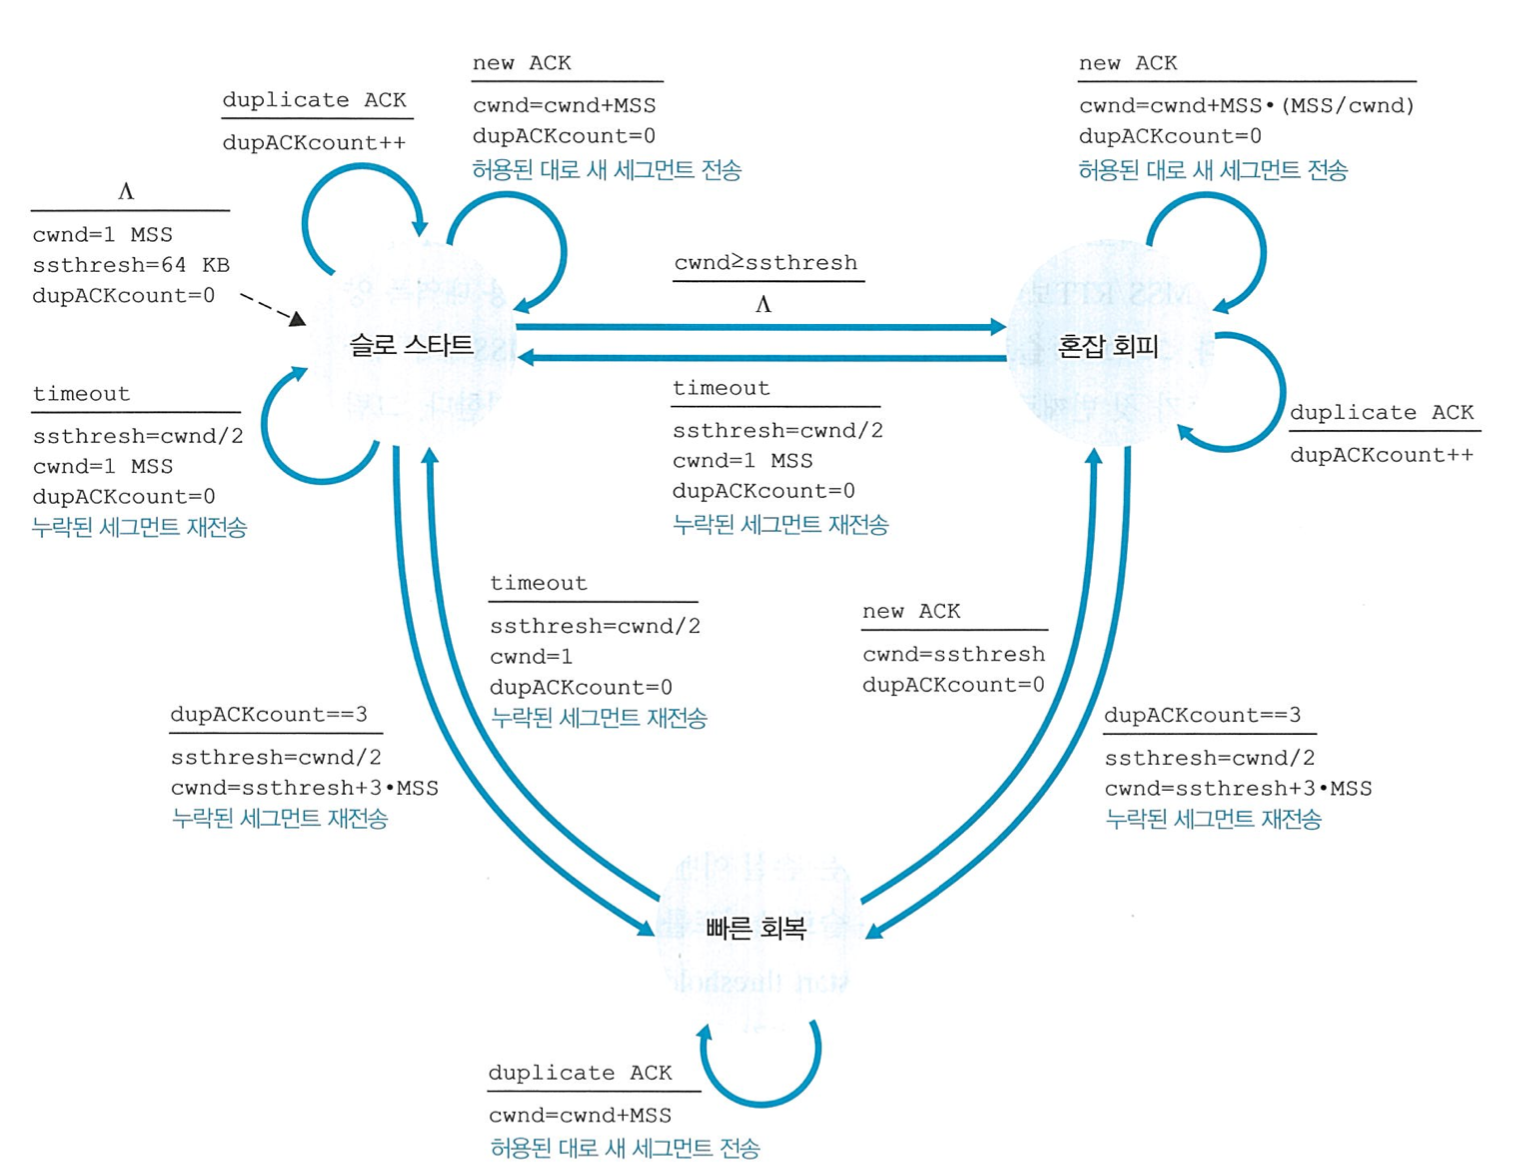 new ACK
cwnd=cwnd+MSS
dupACKcount=0
허용된 대로 새 세그먼트 전송
new ACK
cwnd=cwnd+MSS•(MSS/cwnd)
dupACKcount=0
허용된 대로 새 세그먼트 전송
duplicate ACK
dupACKcount++
Λ
cwnd=1 MSS
ssthresh=64 KB
dupACKcount=0
cwnd≥ssthresh
Λ
슬로 스타트
혼잡 회피
timeout
ssthresh=cwnd/2
cwnd=1 MSS
dupACKcount=0
누락된 세그먼트 재전송
timeout
ssthresh=cwnd/2
cwnd=1 MSS
dupACKcount=0
누락된 세그먼트 재전송
duplicate ACK
dupACKcount++
timeout
ssthresh=cwnd/2
cwnd=1
dupACKcount=0
누락된 세그먼트 재전송
new ACK
cwnd=ssthresh
dupACKcount=0
dupACKcount==3
ssthresh=cwnd/2
cwnd=ssthresh+3•MSS
누락된 세그먼트 재전송
dupACKcount==3
ssthresh=cwnd/2
cwnd=ssthresh+3•MSS
누락된 세그먼트 재전송
빠른 회복
duplicate ACK
cwnd=cwnd+MSS
허용된 대로 새 세그먼트 전송